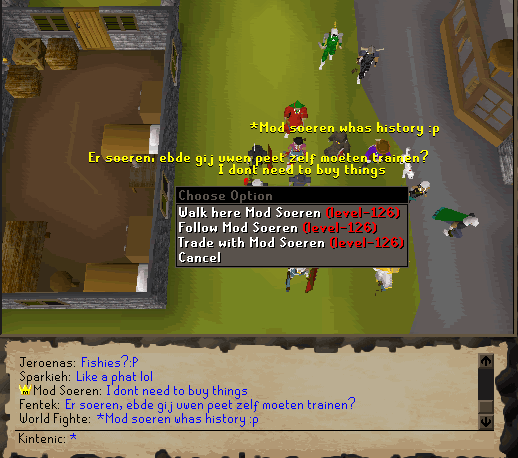 *Mod soeren whas history :p
Er soeren, ebde gij uwen peet zelf moeten trainen?
I dont need to buy things
Choose Option
Walk here Mod Soeren (level-126)
Follow Mod Soeren (level-126)
Trade with Mod Soeren (level-126)
Cancel
Jeroenas: Fishies?:P
Sparkieh: Like a phat lol
Mod Soeren: I dont need to buy things
Fentek: Er soeren, ebde gij uwen peet zelf moeten trainen?
World Fighte: *Mod soeren whas history :p
Kintenic: *